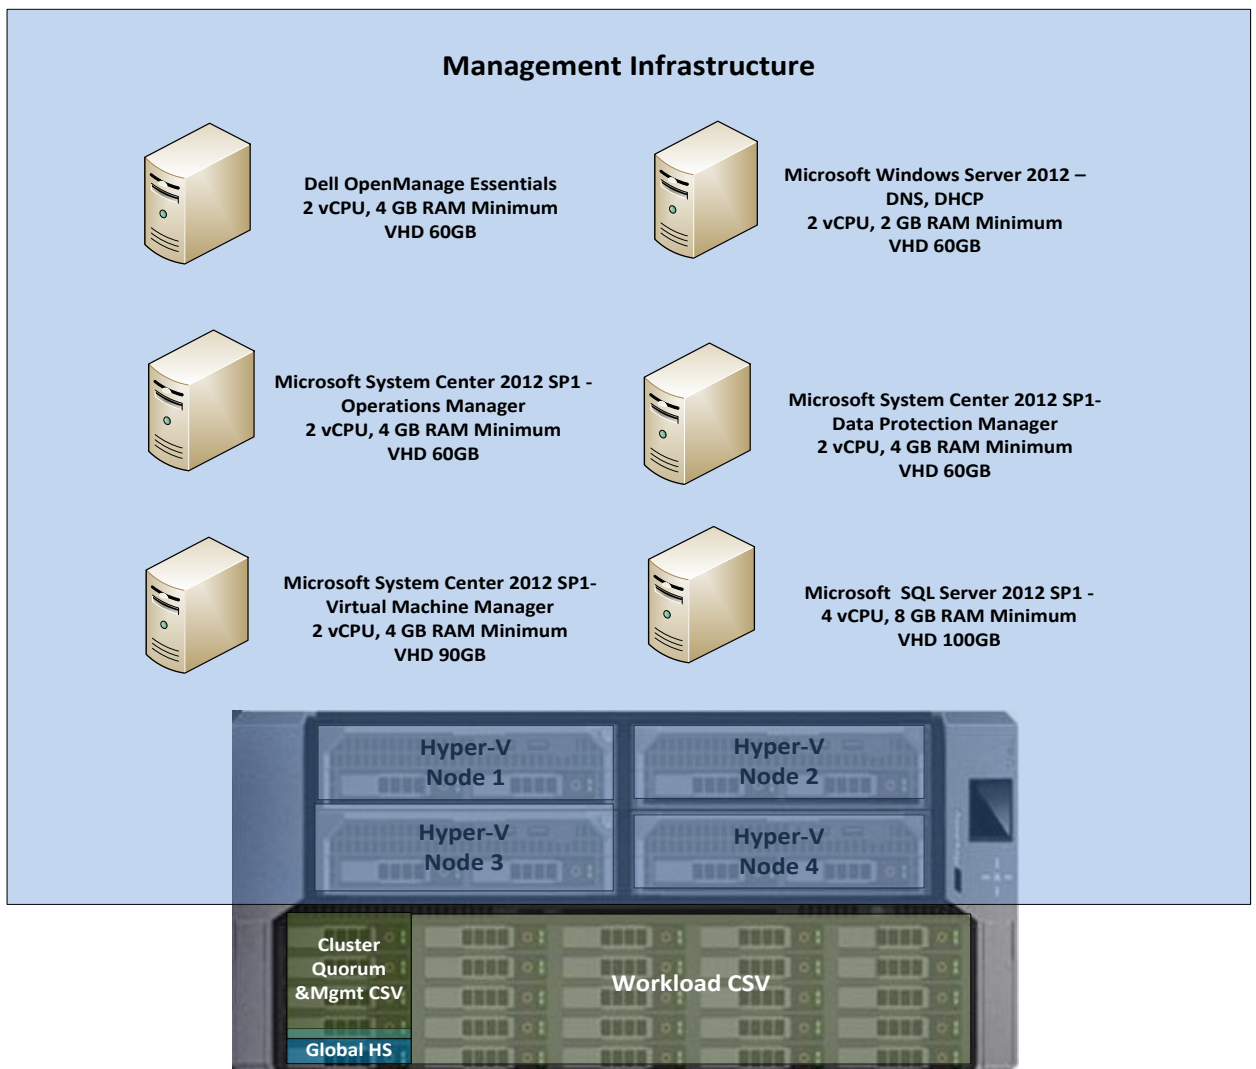 Management Infrastructure
Dell OpenManage Essentials
2 vCPU, 4 GB RAM Minimum
VHD 60GB
Microsoft Windows Server 2012 –
DNS, DHCP
2 vCPU, 2 GB RAM Minimum
VHD 60GB
Microsoft System Center 2012 SP1 -
Operations Manager
2 vCPU, 4 GB RAM Minimum
VHD 60GB
Microsoft System Center 2012 SP1-
Data Protection Manager
2 vCPU, 4 GB RAM Minimum
VHD 60GB
Microsoft System Center 2012 SP1-
Virtual Machine Manager
2 vCPU, 4 GB RAM Minimum
VHD 90GB
Microsoft  SQL Server 2012 SP1 -
4 vCPU, 8 GB RAM Minimum
VHD 100GB
Hyper-V
Node 1
Hyper-V
Node 2
Hyper-V
Node 3
Hyper-V
Node 4
Cluster
Quorum
&Mgmt CSV
Workload CSV
Global HS